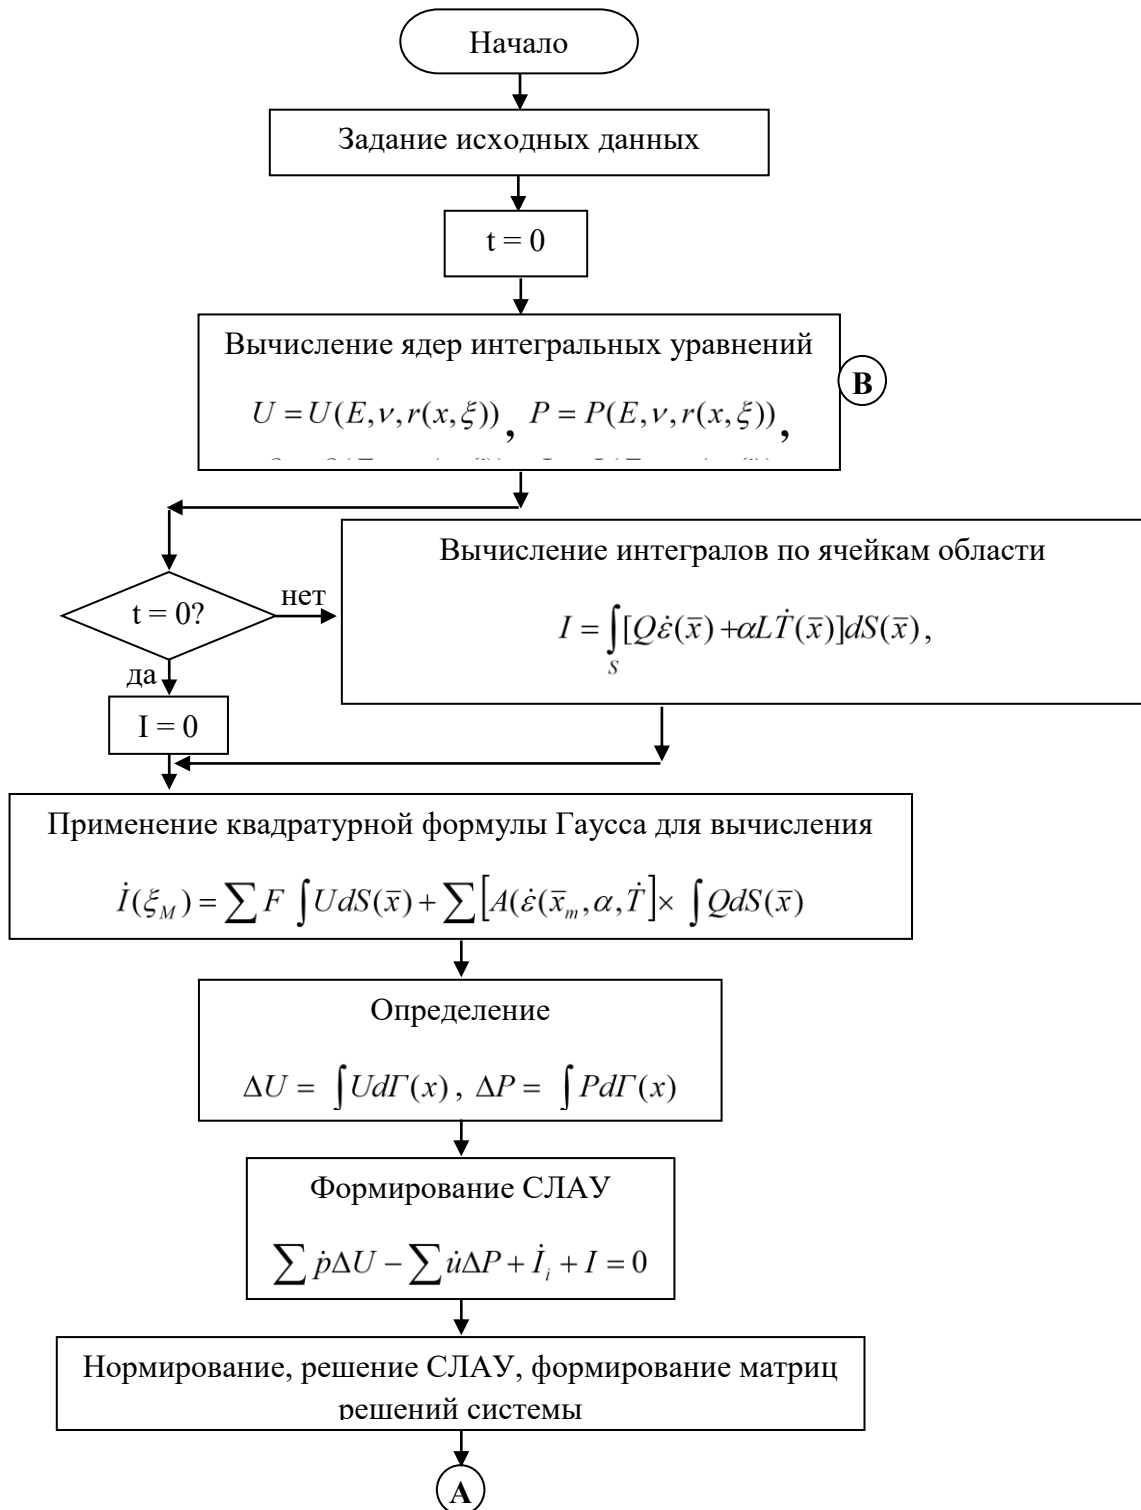 Начало
Задание исходных данных
t = 0
Вычисление ядер интегральных уравнений
B
U = U(E, ν, r(x, ξ)) , P = P(E, ν, r(x, ξ)) ,
Вычисление интегралов по ячейкам области
t = 0?
нет
I = ∫_S [Qε̇(x̄) + αLṪ(x̄)]dS(x̄) ,
да
I = 0
Применение квадратурной формулы Гаусса для вычисления
İ(ξ_M) = ∑ F ∫ UdS(x̄) + ∑ [A(ε̇(x̄_m, α, Ṫ] × ∫ QdS(x̄)
Определение
ΔU = ∫ UdΓ(x) , ΔP = ∫ PdΓ(x)
Формирование СЛАУ
∑ ṗΔU − ∑ u̇ΔP + İ_i + I = 0
Нормирование, решение СЛАУ, формирование матриц
решений системы
A